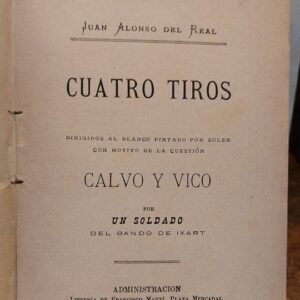 JUAN ALONSO DEL REAL
CUATRO TIROS
DIRIGIDOS AL BLANCO PINTADO POR SOLER
CON MOTIVO DE LA CUESTIÓN
CALVO Y VICO
POR
UN SOLDADO
DEL BANDO DE IXART
ADMINISTRACION
LIBRERÍA DE FRANCISCO MARTÍ, PLAZA MERCADAL